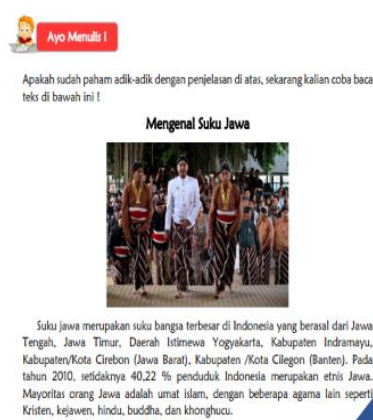 Ayo Menulis !
Apakah sudah paham adik-adik dengan penjelasan di atas, sekarang kalian coba baca
teks di bawah ini !
Mengenal Suku Jawa
Suku jawa merupakan suku bangsa terbesar di Indonesia yang berasal dari Jawa
Tengah, Jawa Timur, Daerah Istimewa Yogyakarta, Kabupaten Indramayu,
Kabupaten/Kota Cirebon (Jawa Barat), Kabupaten /Kota Cilegon (Banten). Pada
tahun 2010, setidaknya 40,22 % penduduk Indonesia merupakan etnis Jawa.
Mayoritas orang Jawa adalah umat islam, dengan beberapa agama lain seperti
Kristen, kejawen, hindu, buddha, dan khonghucu.